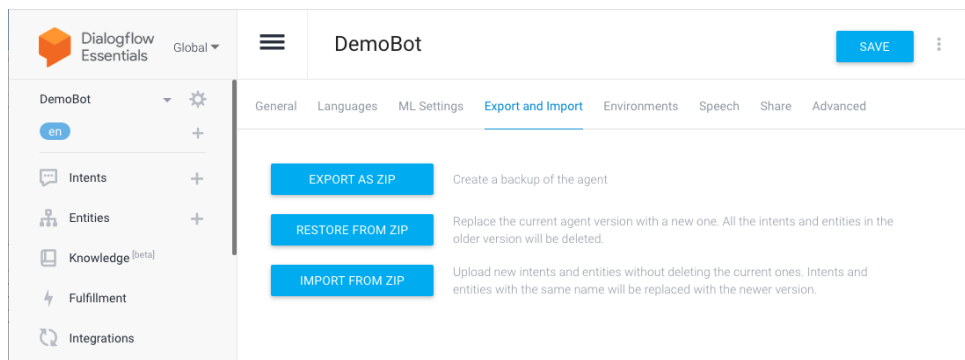 Dialogflow
Essentials
Global
DemoBot
SAVE
DemoBot
en
General Languages ML Settings Export and Import Environments Speech Share Advanced
Intents
Entities
Knowledge [beta]
Fulfillment
Integrations
EXPORT AS ZIP
Create a backup of the agent
RESTORE FROM ZIP
Replace the current agent version with a new one. All the intents and entities in the
older version will be deleted.
IMPORT FROM ZIP
Upload new intents and entities without deleting the current ones. Intents and
entities with the same name will be replaced with the newer version.